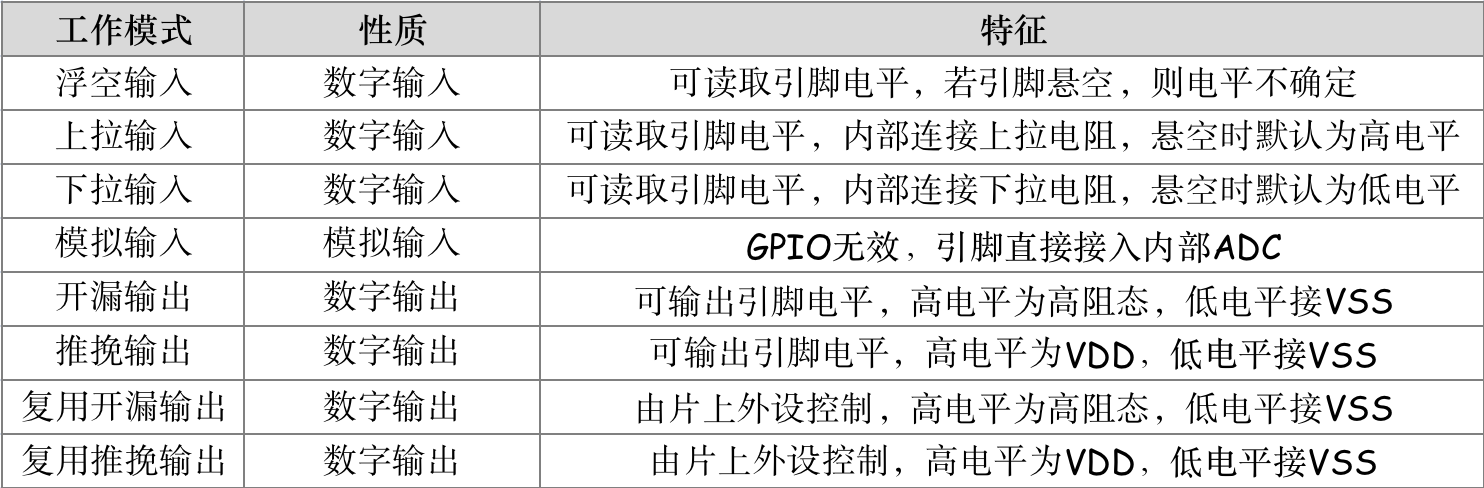 工作模式 性质 特征
浮空输入 数字输入 可读取引脚电平，若引脚悬空，则电平不确定
上拉输入 数字输入 可读取引脚电平，内部连接上拉电阻，悬空时默认为高电平
下拉输入 数字输入 可读取引脚电平，内部连接下拉电阻，悬空时默认为低电平
模拟输入 模拟输入 GPIO无效，引脚直接接入内部ADC
开漏输出 数字输出 可输出引脚电平，高电平为高阻态，低电平接VSS
推挽输出 数字输出 可输出引脚电平，高电平为VDD，低电平接VSS
复用开漏输出 数字输出 由片上外设控制，高电平为高阻态，低电平接VSS
复用推挽输出 数字输出 由片上外设控制，高电平为VDD，低电平接VSS